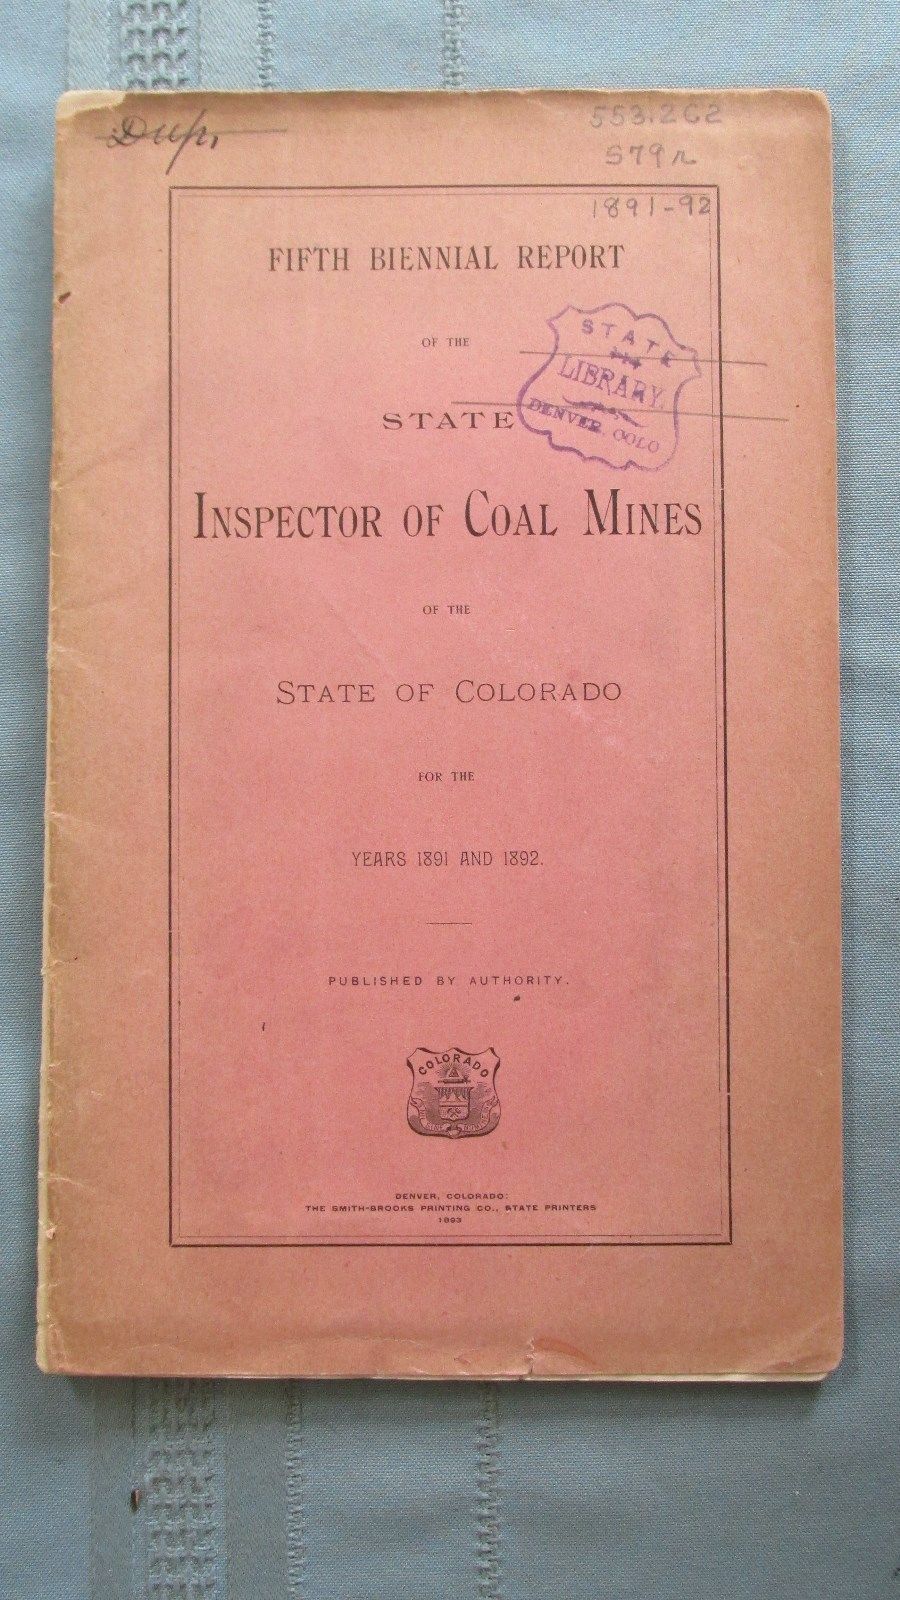 Dup.
553.262
S79r
1891-92
FIFTH BIENNIAL REPORT
OF THE
STATE
LIBRARY,
DENVER, COLO
STATE
INSPECTOR OF COAL MINES
OF THE
STATE OF COLORADO
FOR THE
YEARS 1891 AND 1892.
PUBLISHED BY AUTHORITY.
COLORADO
DENVER, COLORADO:
THE SMITH-BROOKS PRINTING CO., STATE PRINTERS
1893